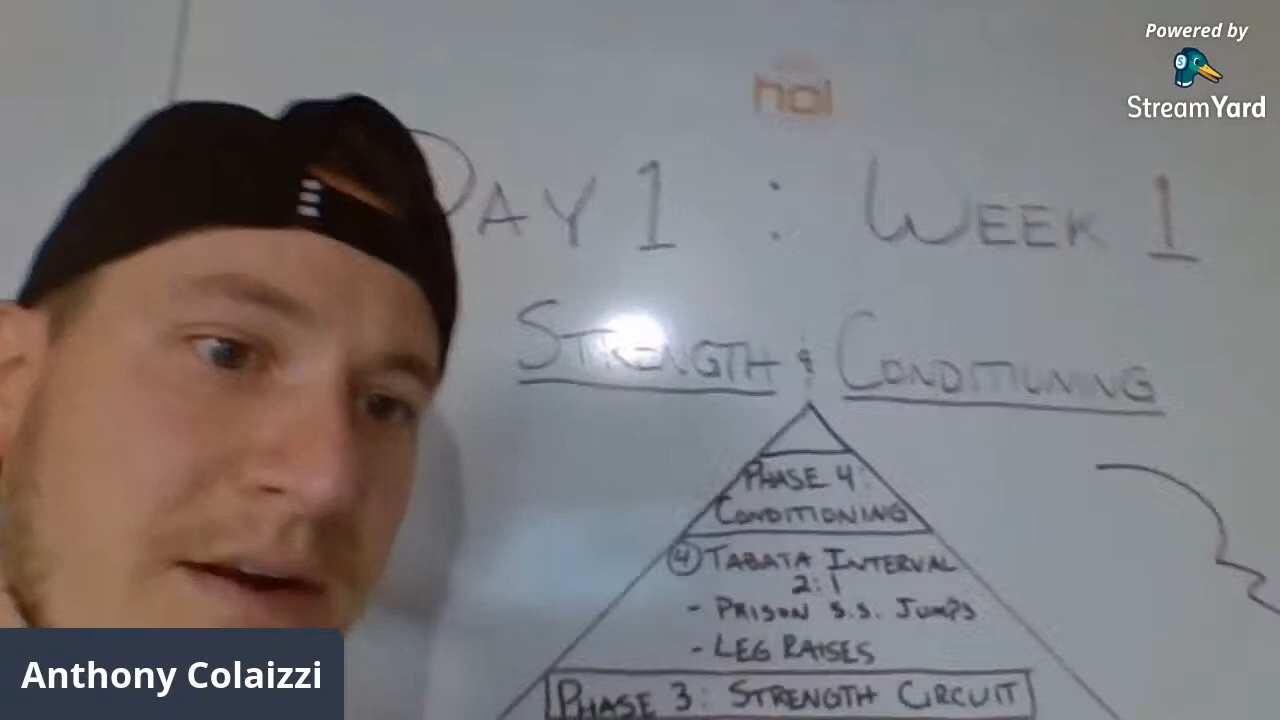 Powered by
StreamYard
hoi
DAY 1 : WEEK 1
STRENGTH & CONDITIONING
PHASE 4:
CONDITIONING
④ TABATA INTERVAL
2:1
- PRISON S.S. JUMPS
- LEG RAISES
PHASE 3: STRENGTH CIRCUIT
Anthony Colaizzi